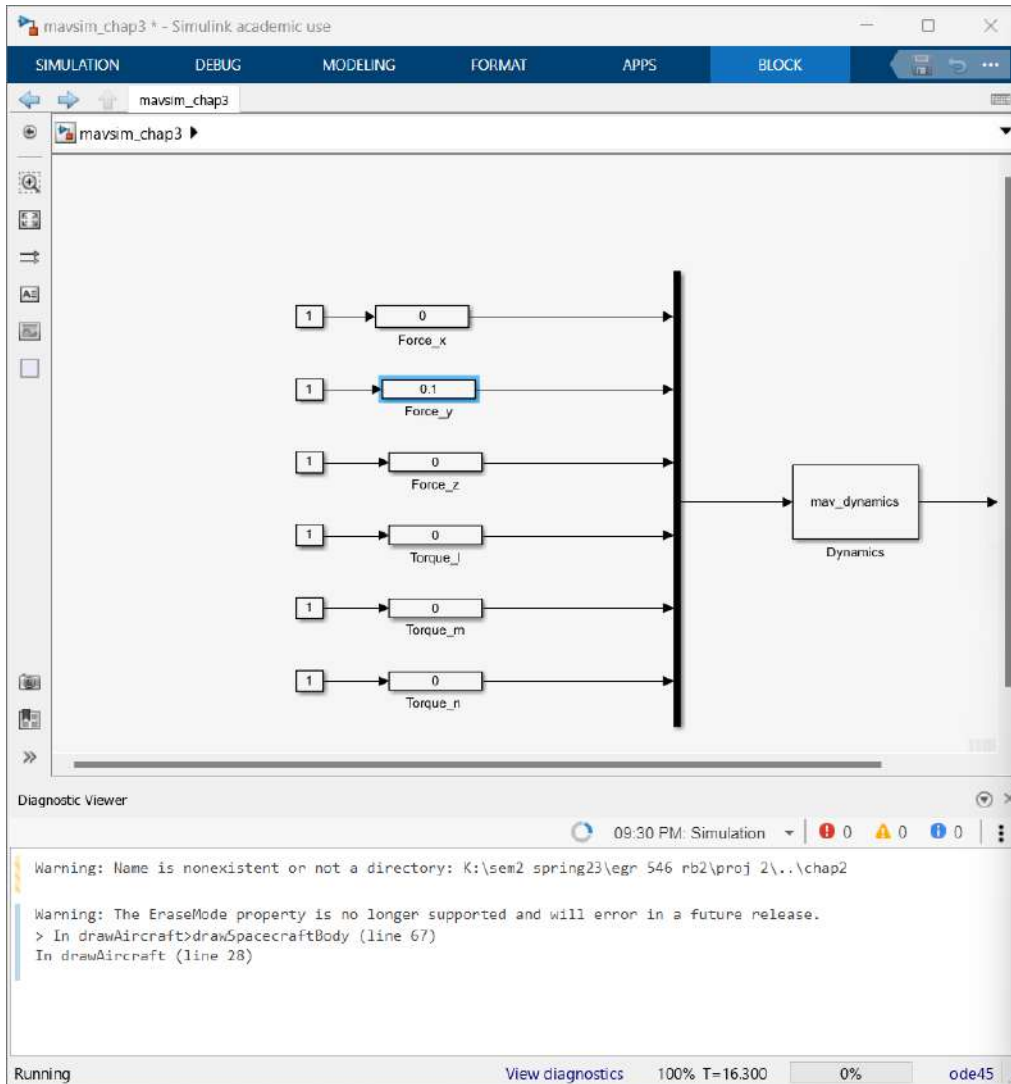 mavsim_chap3 * - Simulink academic use
SIMULATION DEBUG MODELING FORMAT APPS BLOCK
mavsim_chap3
mavsim_chap3
1 0
Force_x
1 0.1
Force_y
1 0
Force_z
mav_dynamics
Dynamics
1 0
Torque_l
1 0
Torque_m
1 0
Torque_n
Diagnostic Viewer
09:30 PM: Simulation 0 0 0
Warning: Name is nonexistent or not a directory: K:\sem2 spring23\egr 546 rb2\proj 2\..\chap2
Warning: The EraseMode property is no longer supported and will error in a future release.
> In drawAircraft>drawSpacecraftBody (line 67)
In drawAircraft (line 28)
Running View diagnostics 100% T=16.300 0% ode45